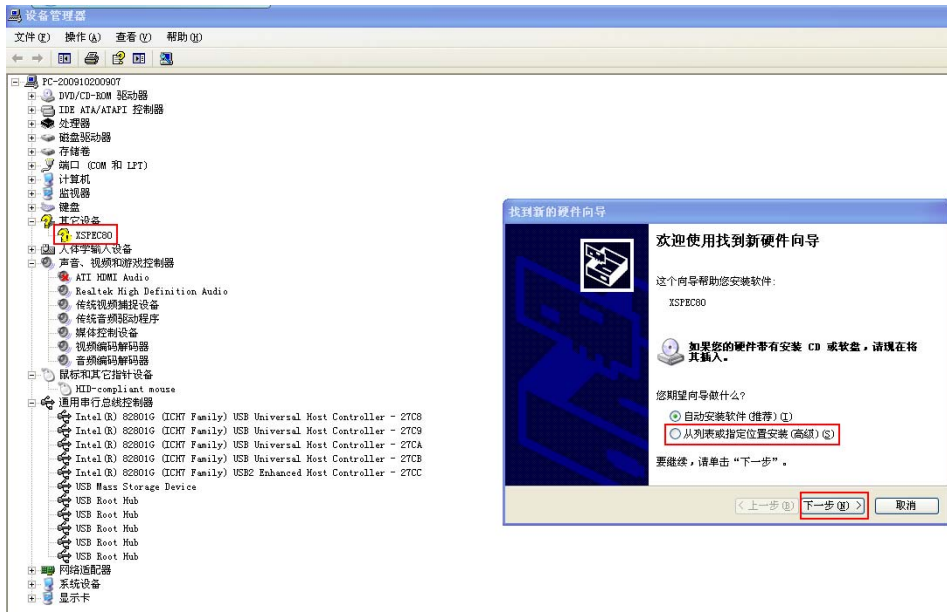 设备管理器
文件(F) 操作(A) 查看(V) 帮助(H)
PC-200910200907
DVD/CD-ROM 驱动器
IDE ATA/ATAPI 控制器
处理器
磁盘驱动器
存储卷
端口 (COM 和 LPT)
计算机
监视器
键盘
其它设备
XSPEC80
人体学输入设备
声音、视频和游戏控制器
ATI HDMI Audio
Realtek High Definition Audio
传统视频捕捉设备
传统音频驱动程序
媒体控制设备
视频编码解码器
音频编码解码器
鼠标和其它指针设备
HID-compliant mouse
通用串行总线控制器
Intel(R) 82801G (ICH7 Family) USB Universal Host Controller - 27C8
Intel(R) 82801G (ICH7 Family) USB Universal Host Controller - 27C9
Intel(R) 82801G (ICH7 Family) USB Universal Host Controller - 27CA
Intel(R) 82801G (ICH7 Family) USB Universal Host Controller - 27CB
Intel(R) 82801G (ICH7 Family) USB2 Enhanced Host Controller - 27CC
USB Mass Storage Device
USB Root Hub
USB Root Hub
USB Root Hub
USB Root Hub
USB Root Hub
网络适配器
系统设备
显示卡
找到新的硬件向导
欢迎使用找到新硬件向导
这个向导帮助您安装软件:
XSPEC80
如果您的硬件带有安装 CD 或软盘，请现在将
其插入。
您期望向导做什么?
自动安装软件(推荐)(I)
从列表或指定位置安装(高级)(S)
要继续，请单击“下一步”。
<上一步(B) 下一步(N) > 取消